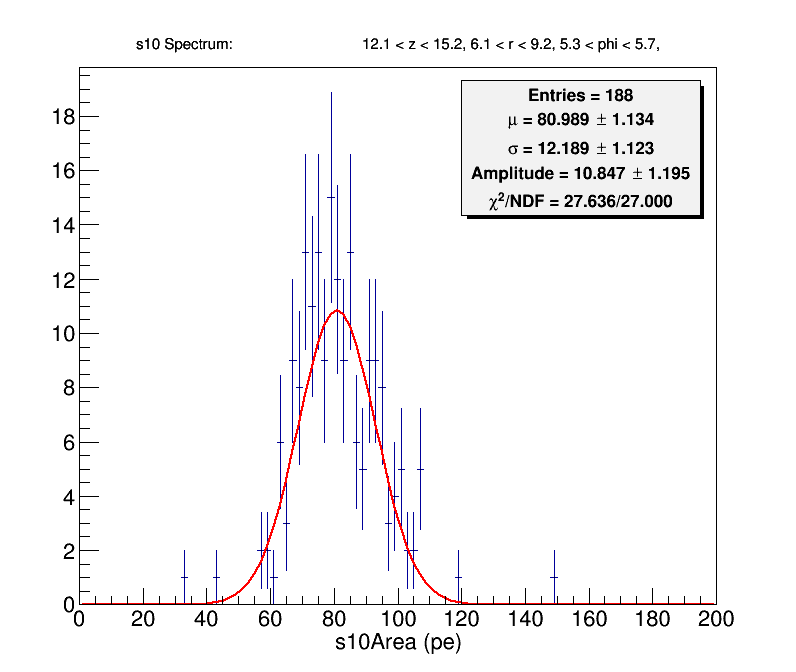 s10 Spectrum: 12.1 < z < 15.2, 6.1 < r < 9.2, 5.3 < phi < 5.7,
Entries = 188
μ = 80.989 ± 1.134
σ = 12.189 ± 1.123
Amplitude = 10.847 ± 1.195
χ²/NDF = 27.636/27.000
18
16
14
12
10
8
6
4
2
0
0 20 40 60 80 100 120 140 160 180 200
s10Area (pe)